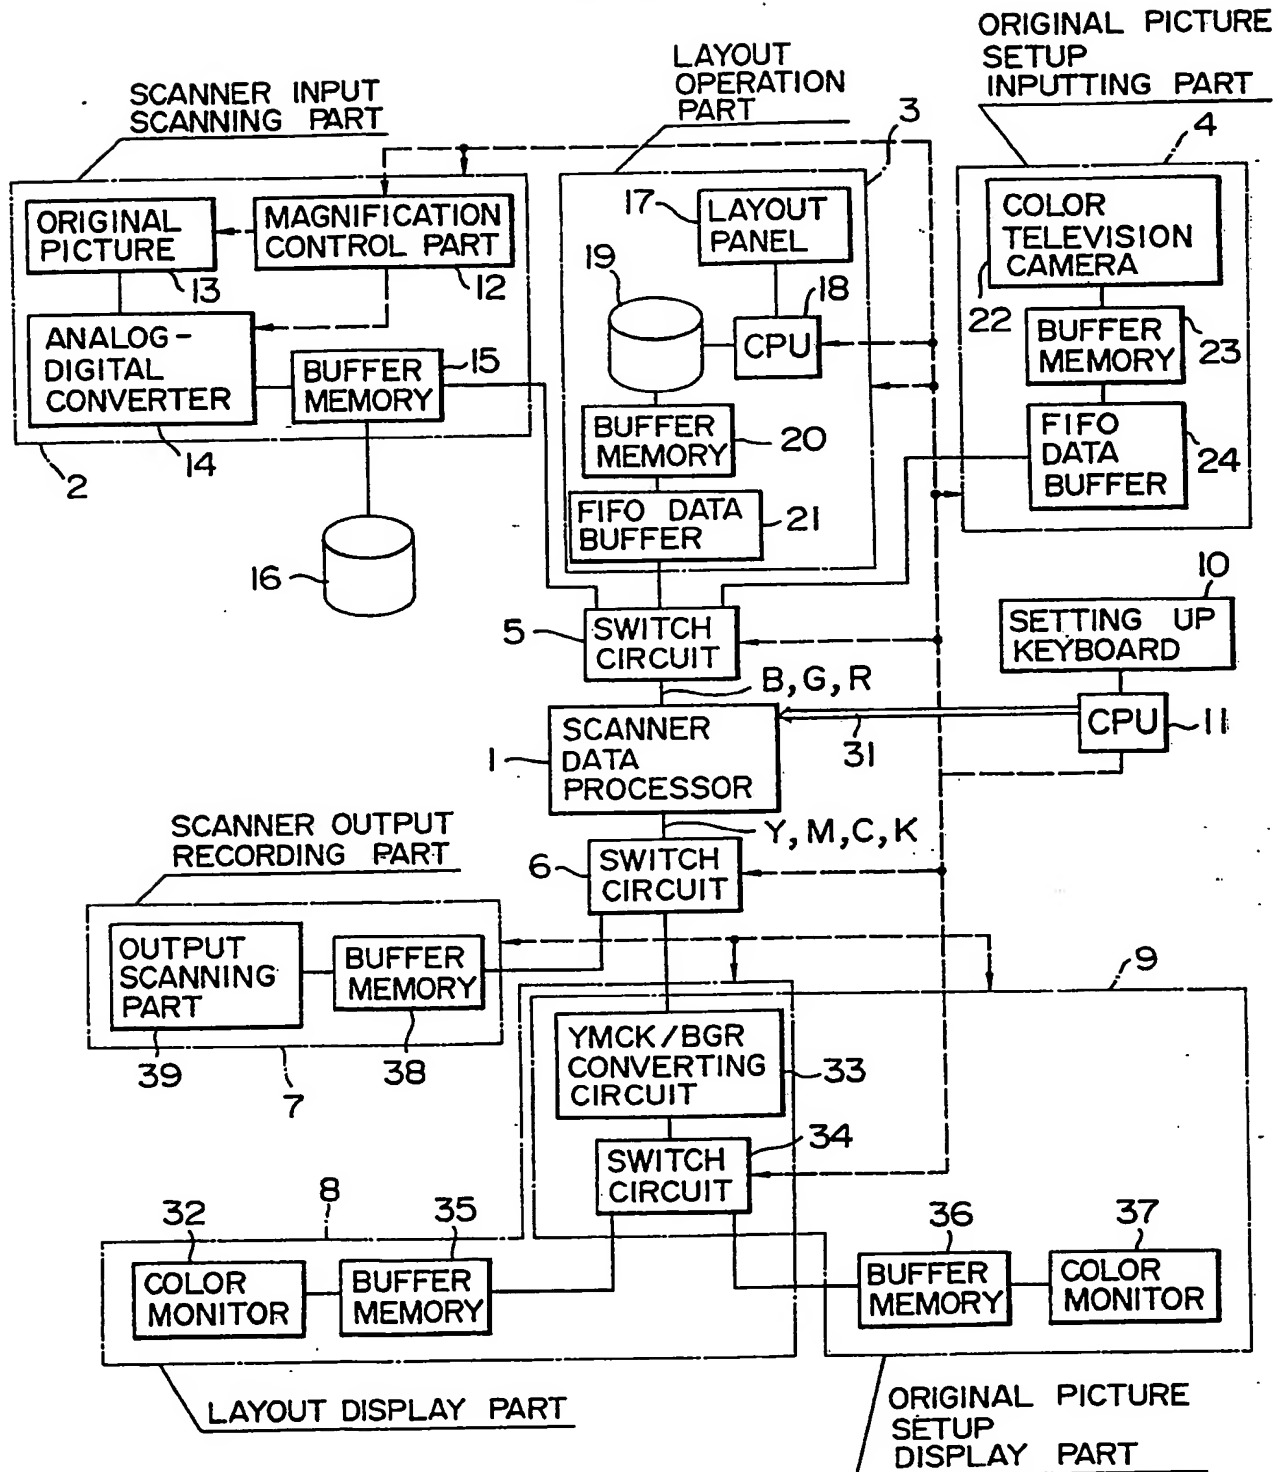 ORIGINAL PICTURE
SETUP
INPUTTING PART
LAYOUT
OPERATION
PART
SCANNER INPUT
SCANNING PART
3
4
ORIGINAL
PICTURE
13
MAGNIFICATION
CONTROL PART
12
17
LAYOUT
PANEL
19
18
CPU
COLOR
TELEVISION
CAMERA
22
BUFFER
MEMORY
23
FIFO
DATA
BUFFER
24
ANALOG-
DIGITAL
CONVERTER
14
BUFFER
MEMORY
15
2
16
BUFFER
MEMORY
20
FIFO DATA
BUFFER
21
10
SETTING UP
KEYBOARD
5
SWITCH
CIRCUIT
B, G, R
CPU
11
31
1
SCANNER
DATA
PROCESSOR
Y, M, C, K
SCANNER OUTPUT
RECORDING PART
6
SWITCH
CIRCUIT
OUTPUT
SCANNING
PART
39
BUFFER
MEMORY
38
7
9
YMCK/BGR
CONVERTING
CIRCUIT
33
34
SWITCH
CIRCUIT
8
32
COLOR
MONITOR
35
BUFFER
MEMORY
36
BUFFER
MEMORY
37
COLOR
MONITOR
LAYOUT DISPLAY PART
ORIGINAL PICTURE
SETUP
DISPLAY PART